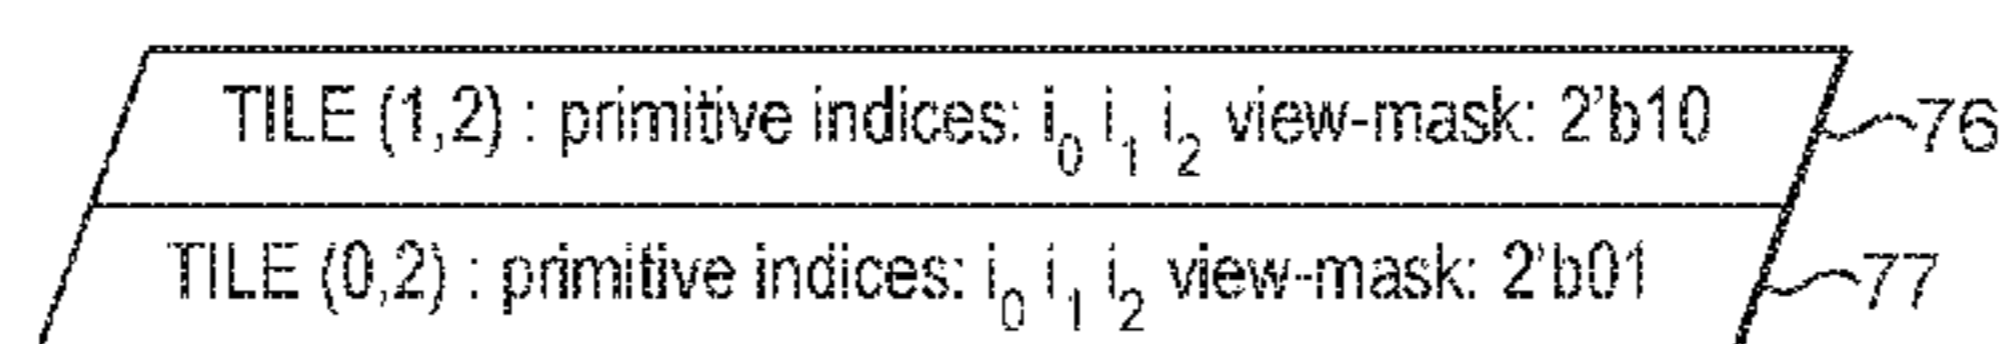 TILE (1,2) : primitive indices: i₀ i₁ i₂ view-mask: 2'b10 76
TILE (0,2) : primitive indices: i₀ i₁ i₂ view-mask: 2'b01 77